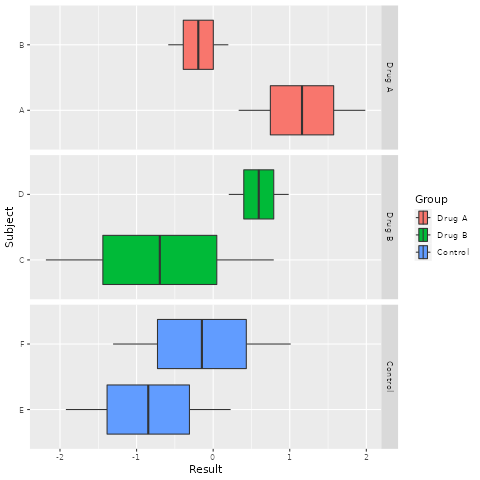 B
A
Drug A
D
C
Drug B
F
E
Control
Subject
-2 -1 0 1 2
Result
Group
Drug A
Drug B
Control